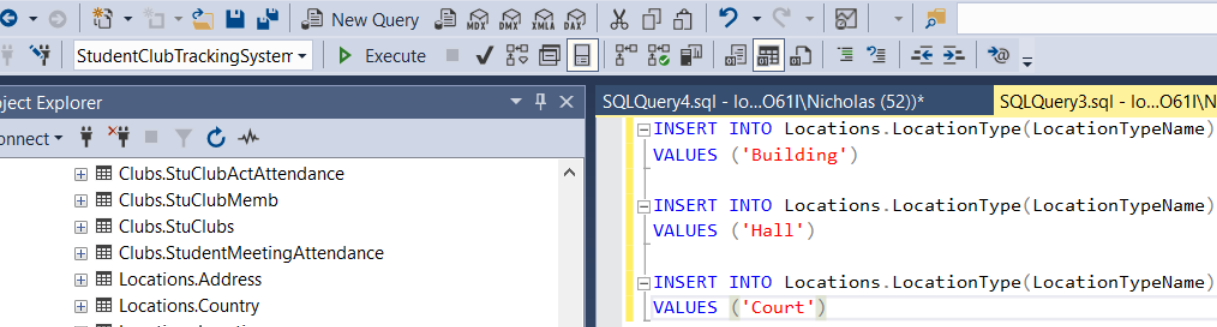 New Query
MDX DMX XMLA DAX
StudentClubTrackingSystem
Execute
ject Explorer
onnect
Clubs.StuClubActAttendance
Clubs.StuClubMemb
Clubs.StuClubs
Clubs.StudentMeetingAttendance
Locations.Address
Locations.Country
SQLQuery4.sql - lo...O61I\Nicholas (52))*
SQLQuery3.sql - lo...O61I\N
INSERT INTO Locations.LocationType(LocationTypeName)
VALUES ('Building')
INSERT INTO Locations.LocationType(LocationTypeName)
VALUES ('Hall')
INSERT INTO Locations.LocationType(LocationTypeName)
VALUES ('Court')